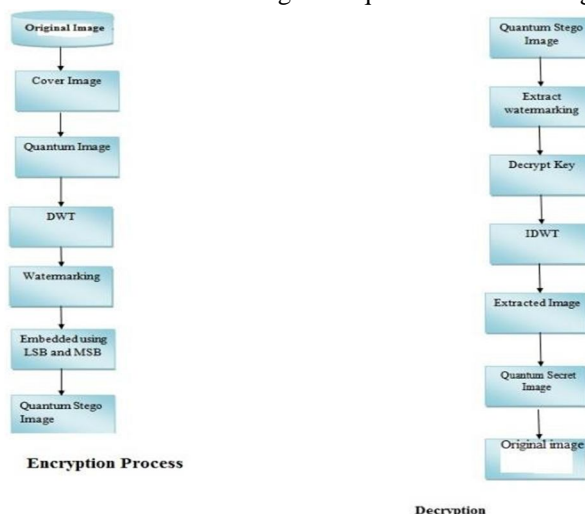 Original Image
Cover Image
Quantum Image
DWT
Watermarking
Embedded using
LSB and MSB
Quantum Stego
Image
Encryption Process
Quantum Stego
Image
Extract
watermarking
Decrypt Key
IDWT
Extracted Image
Quantum Secret
Image
Original image
Decryption